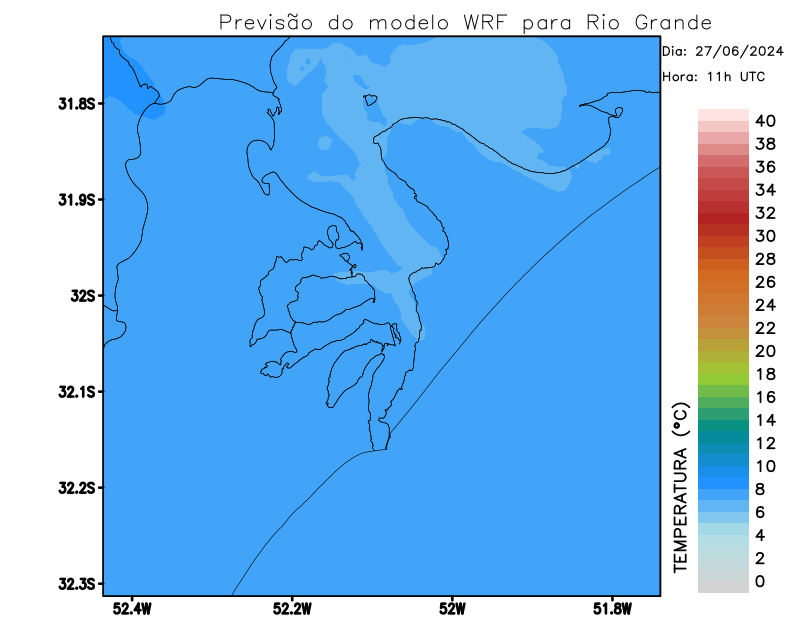 Previsão do modelo WRF para Rio Grande
Dia: 27/06/2024
Hora: 11h UTC
31.8S
31.9S
32S
32.1S
32.2S
32.3S
52.4W
52.2W
52W
51.8W
TEMPERATURA (°C)
40
38
36
34
32
30
28
26
24
22
20
18
16
14
12
10
8
6
4
2
0